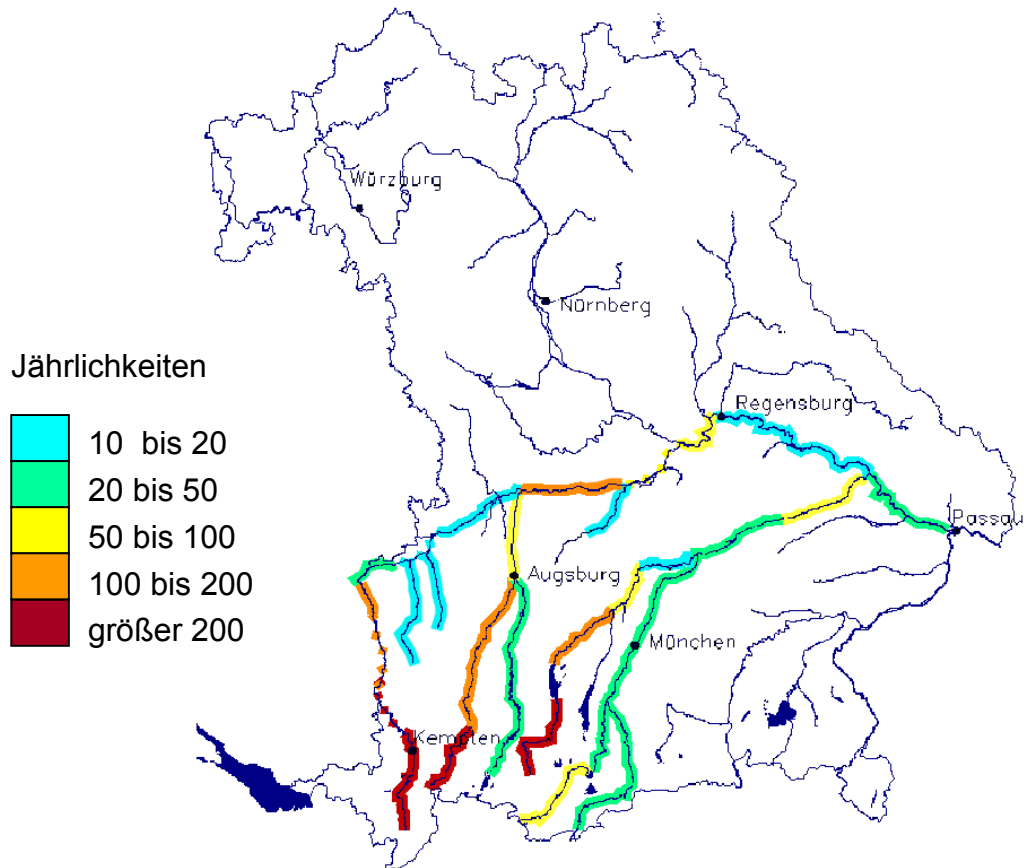 Würzburg
Nürnberg
Jährlichkeiten
10 bis 20
20 bis 50
50 bis 100
100 bis 200
größer 200
Regensburg
Passau
Augsburg
München
Kempten